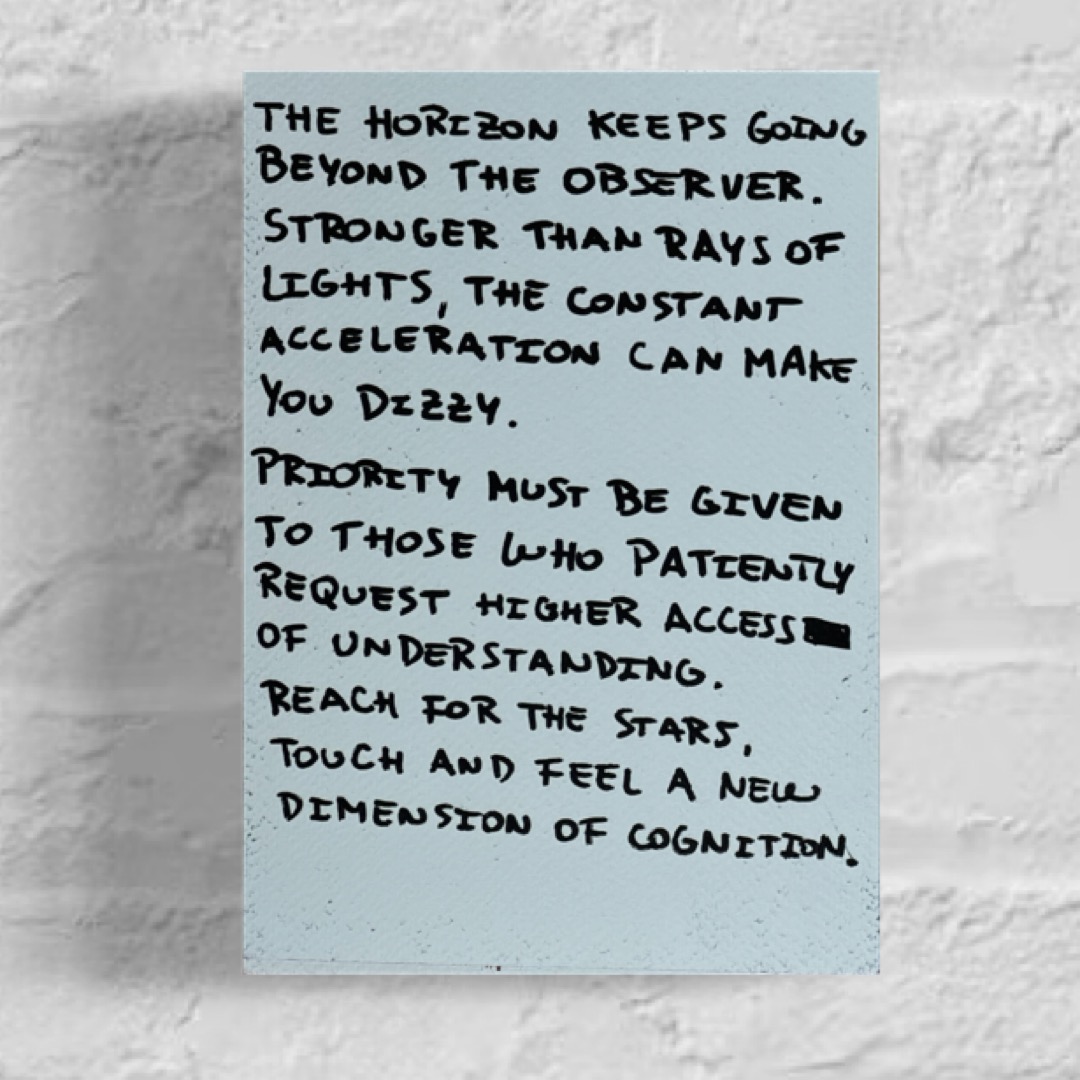 THE HORIZON KEEPS GOING
BEYOND THE OBSERVER.
STRONGER THAN RAYS OF
LIGHTS, THE CONSTANT
ACCELERATION CAN MAKE
YOU DIZZY.
PRIORITY MUST BE GIVEN
TO THOSE WHO PATIENTLY
REQUEST HIGHER ACCESS
OF UNDERSTANDING.
REACH FOR THE STARS,
TOUCH AND FEEL A NEW
DIMENSION OF COGNITION.